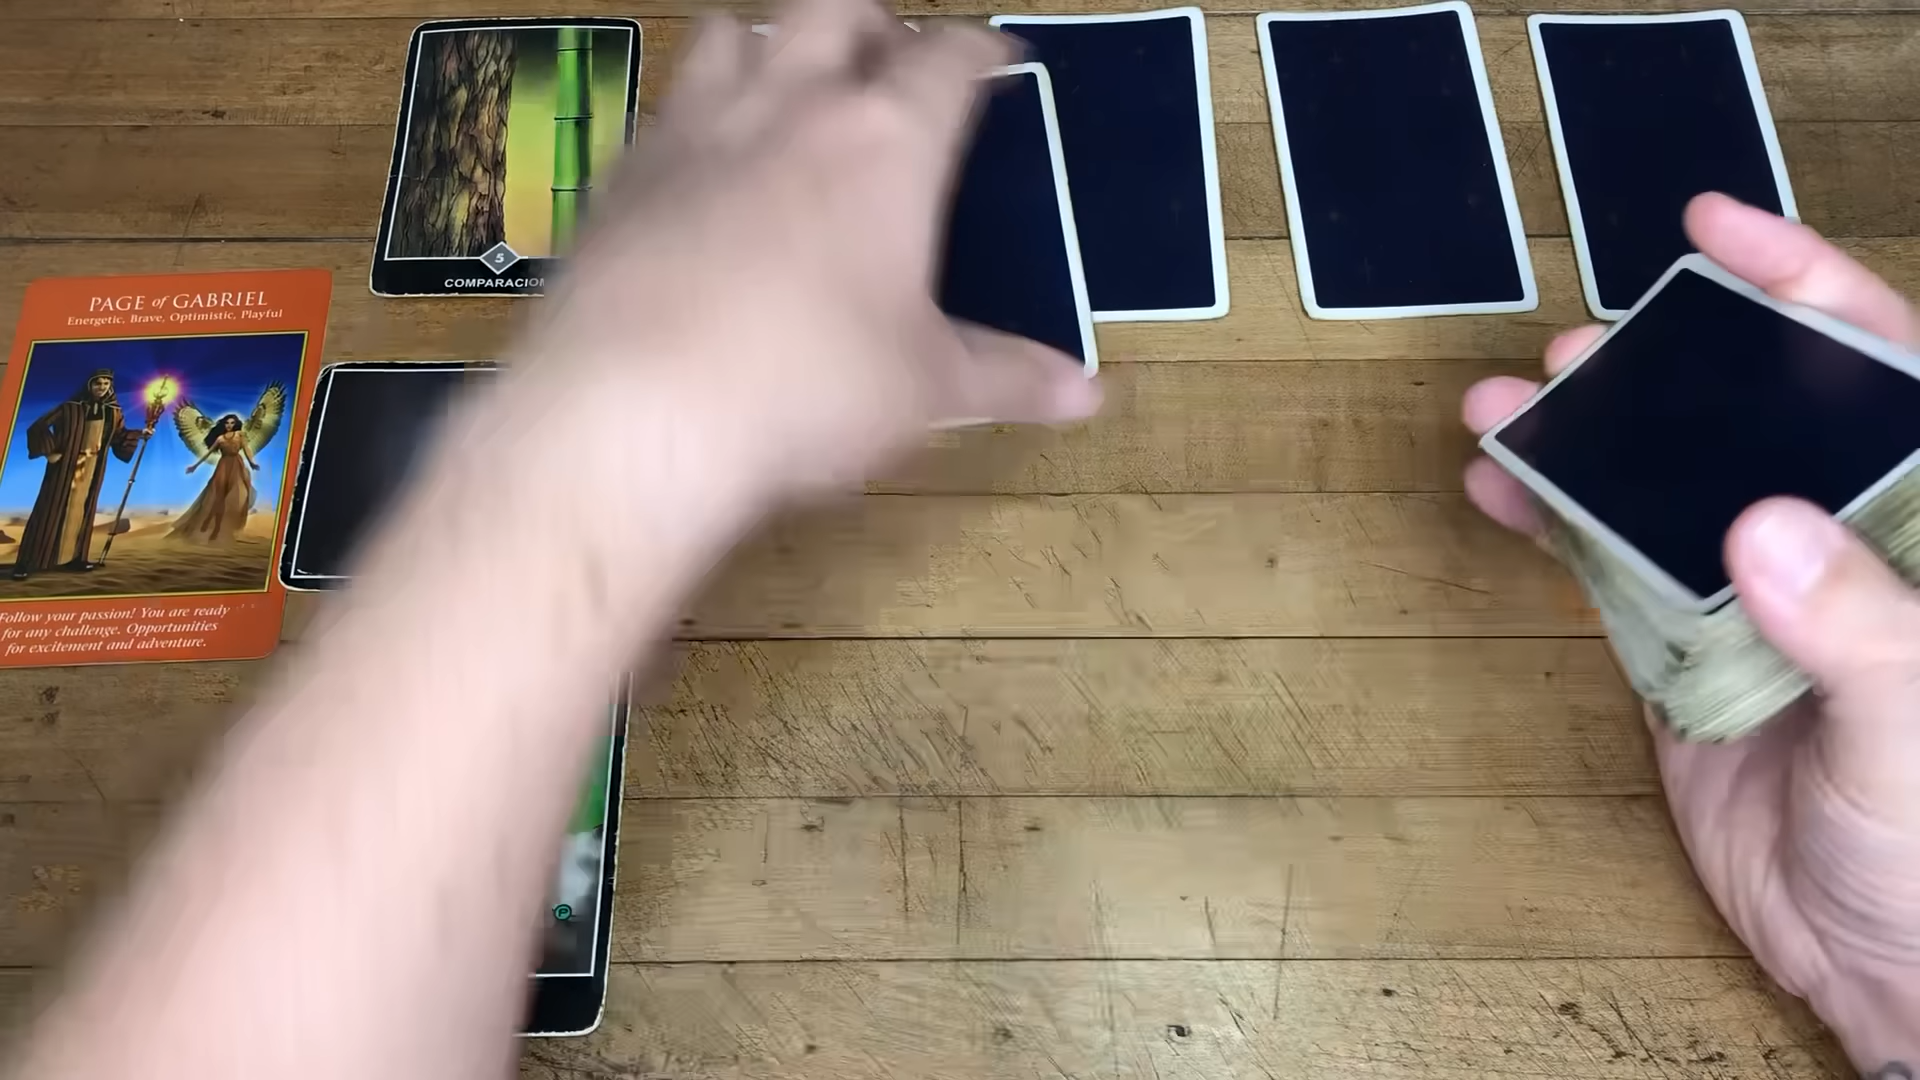 5
COMPARACION
PAGE of GABRIEL
Energetic, Brave, Optimistic, Playful
Follow your passion! You are ready
for any challenge. Opportunities
for excitement and adventure.
P